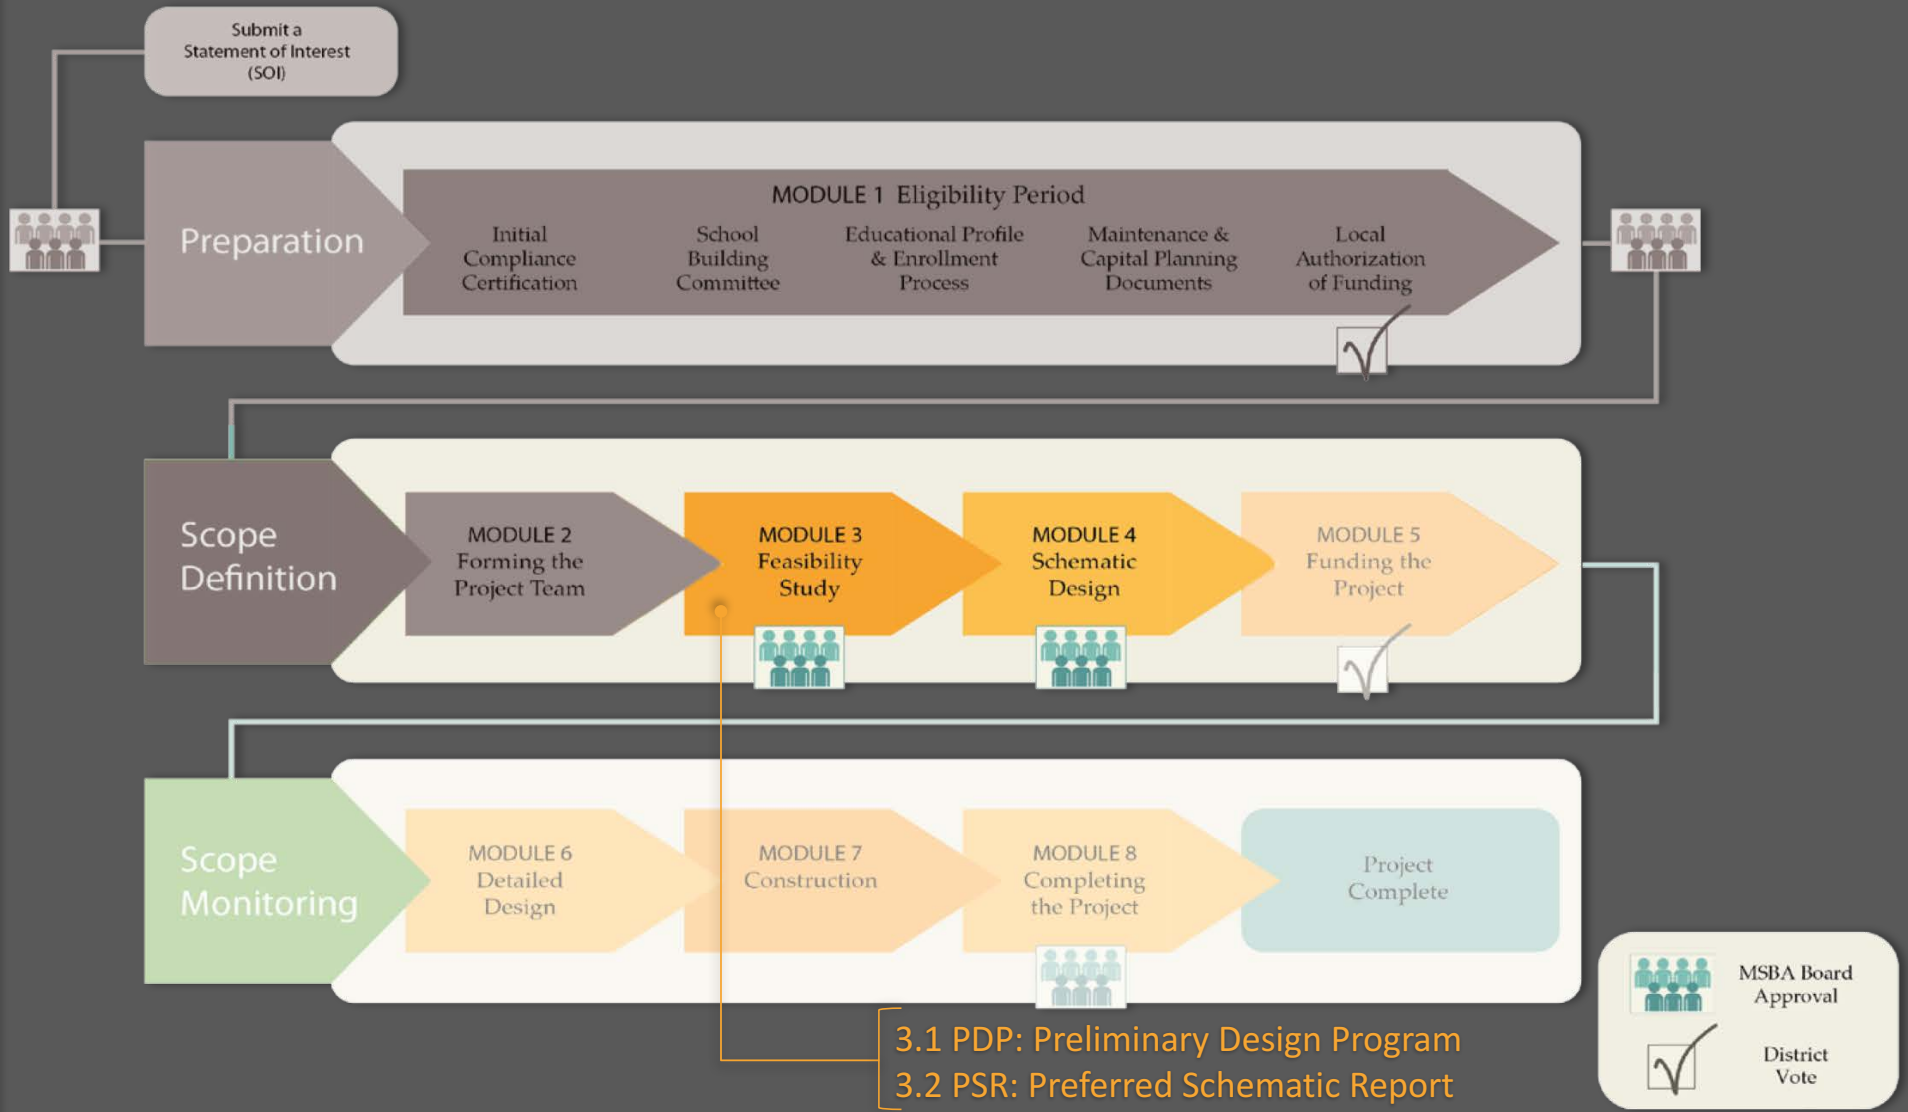 Submit a
Statement of Interest
(SOI)
Preparation
MODULE 1 Eligibility Period
Initial
Compliance
Certification
School
Building
Committee
Educational Profile
& Enrollment
Process
Maintenance &
Capital Planning
Documents
Local
Authorization
of Funding
Scope
Definition
MODULE 2
Forming the
Project Team
MODULE 3
Feasibility
Study
MODULE 4
Schematic
Design
MODULE 5
Funding the
Project
Scope
Monitoring
MODULE 6
Detailed
Design
MODULE 7
Construction
MODULE 8
Completing
the Project
Project
Complete
3.1 PDP: Preliminary Design Program
3.2 PSR: Preferred Schematic Report
MSBA Board
Approval
District
Vote